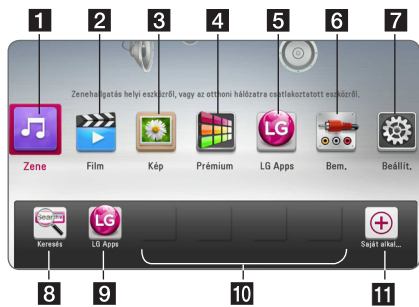 1 2 3 4 5 6 7
Zenehallgatás helyi eszközről, vagy az otthoni hálózatra csatlakoztatott eszközről.
LG
Zene Film Kép Prémium LG Apps Bem. Beállít.
Search LG
Keresés LG Apps Saját alkal...
8 9 10 11